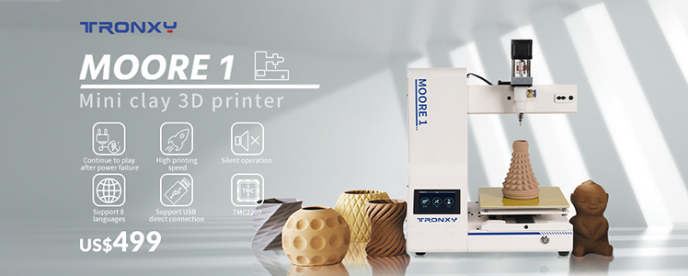 TRONXY
MOORE 1
Mini clay 3D printer
Continue to play
after power failure
High printing
speed
Silent operation
Support 8
languages
Support USB
direct connection
TMC
US$499
MOORE 1
TRONXY